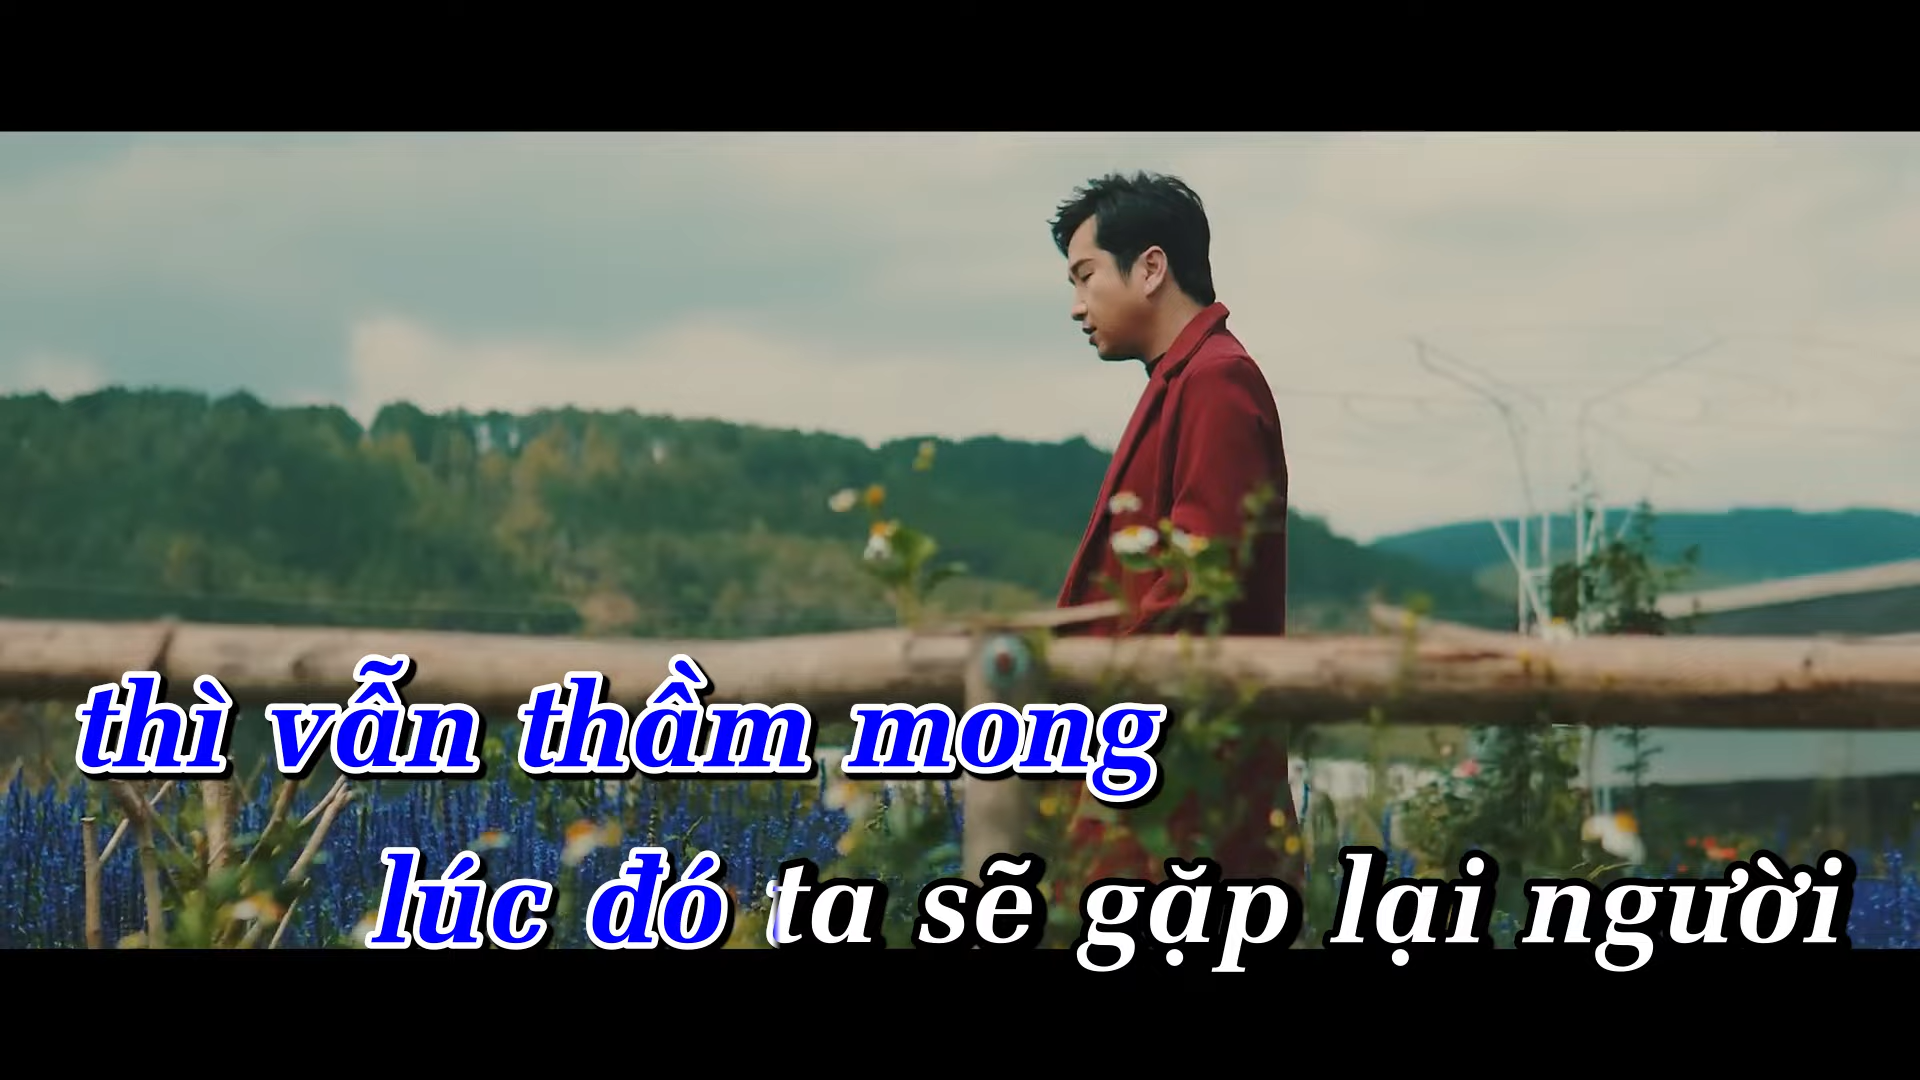 thì vẫn thầm mong
lúc đó ta sẽ gặp lại người